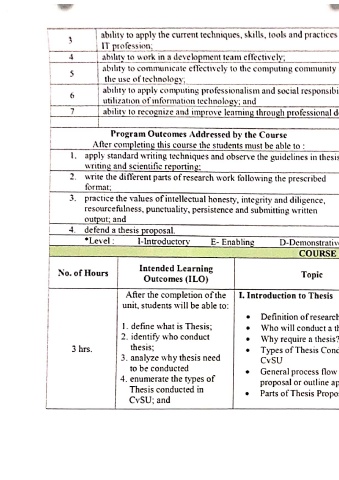 3 ability to apply the current techniques, skills, tools and practices
IT profession;
4 ability to work in a development team effectively;
5 ability to communicate effectively to the computing community
the use of technology;
6 ability to apply computing professionalism and social responsibi
utilization of information technology; and
7 ability to recognize and improve learning through professional d
Program Outcomes Addressed by the Course
After completing this course the students must be able to :
1. apply standard writing techniques and observe the guidelines in thesis
writing and scientific reporting;
2. write the different parts of research work following the prescribed
format;
3. practice the values of intellectual honesty, integrity and diligence,
resourcefulness, punctuality, persistence and submitting written
output; and
4. defend a thesis proposal.
*Level : I-Introductory E- Enabling D-Demonstrativ
COURSE
No. of Hours
Intended Learning
Outcomes (ILO)
Topic
3 hrs.
After the completion of the
unit, students will be able to:
1. define what is Thesis;
2. identify who conduct
thesis;
3. analyze why thesis need
to be conducted
4. enumerate the types of
Thesis conducted in
CvSU; and
I. Introduction to Thesis
• Definition of research
• Who will conduct a th
• Why require a thesis?
• Types of Thesis Cond
CvSU
• General process flow
proposal or outline ap
• Parts of Thesis Propo